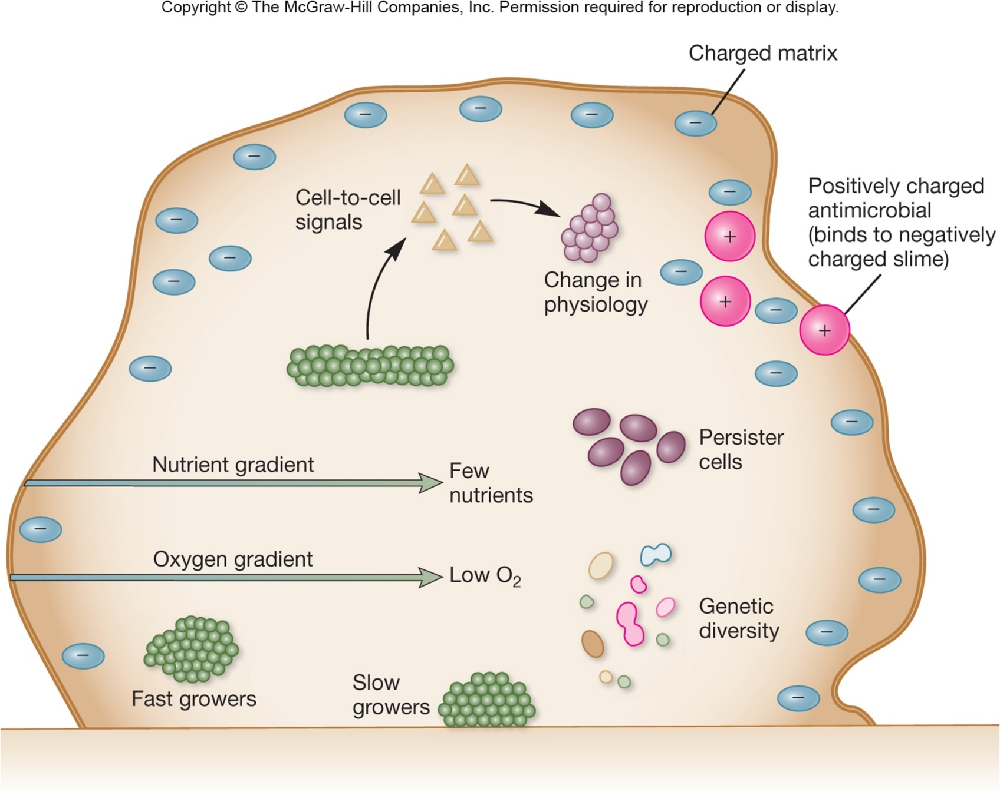 Copyright © The McGraw-Hill Companies, Inc. Permission required for reproduction or display.
Charged matrix
− − − −
−
Cell-to-cell
signals
−
−
−
−
Positively charged
antimicrobial
(binds to negatively
charged slime)
+
−
+
−
+
Change in
physiology
−
−
−
Persister
cells
Nutrient gradient
Few
nutrients
−
−
Oxygen gradient
Low O₂
−
Genetic
diversity
−
−
Fast growers
Slow
growers
−